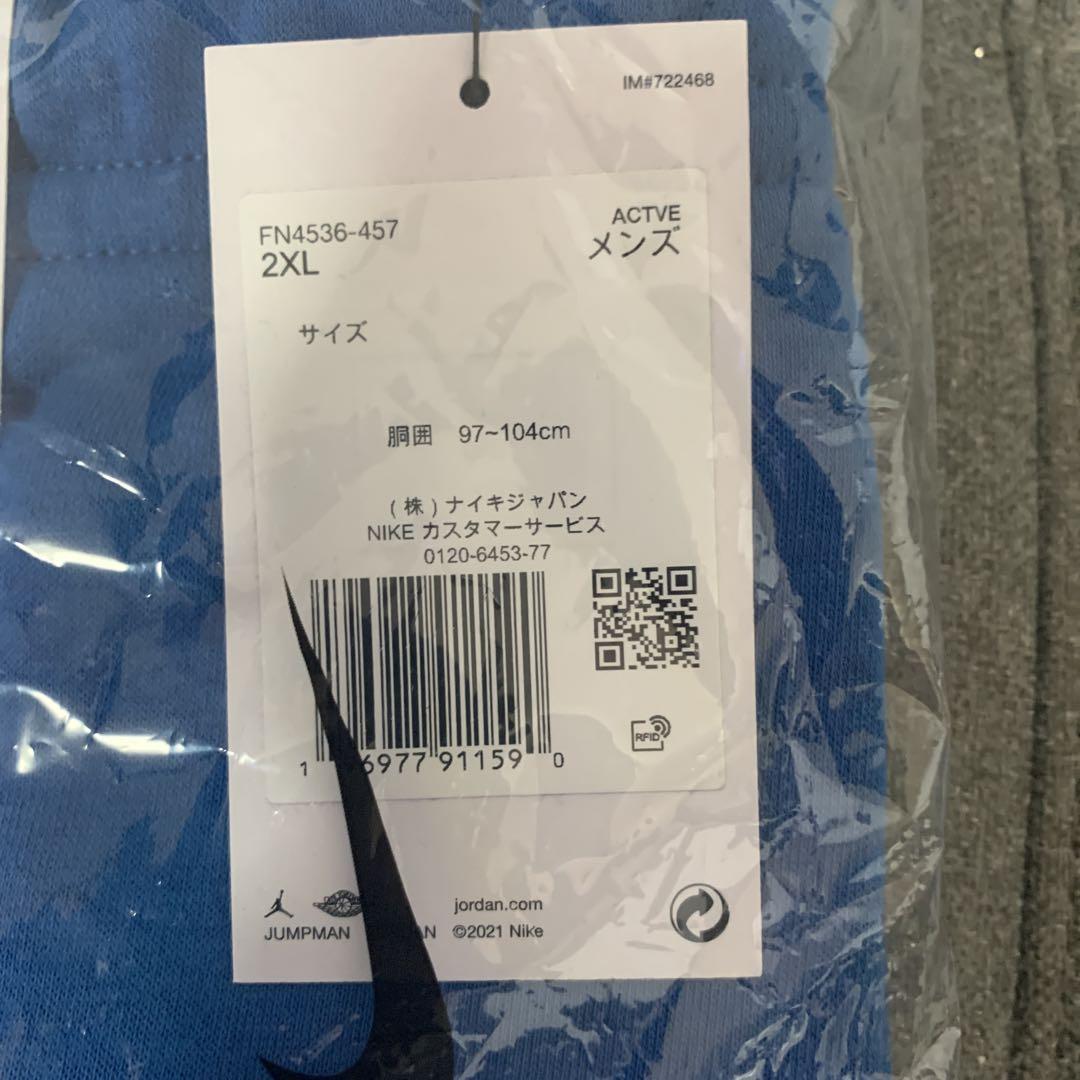 IM#722468
FN4536-457
2XL
ACTVE
メンズ
サイズ
胴囲 97~104cm
(株)ナイキジャパン
NIKE カスタマーサービス
0120-6453-77
RFID
1 6977 91159 0
jordan.com
JUMPMAN ©2021 Nike